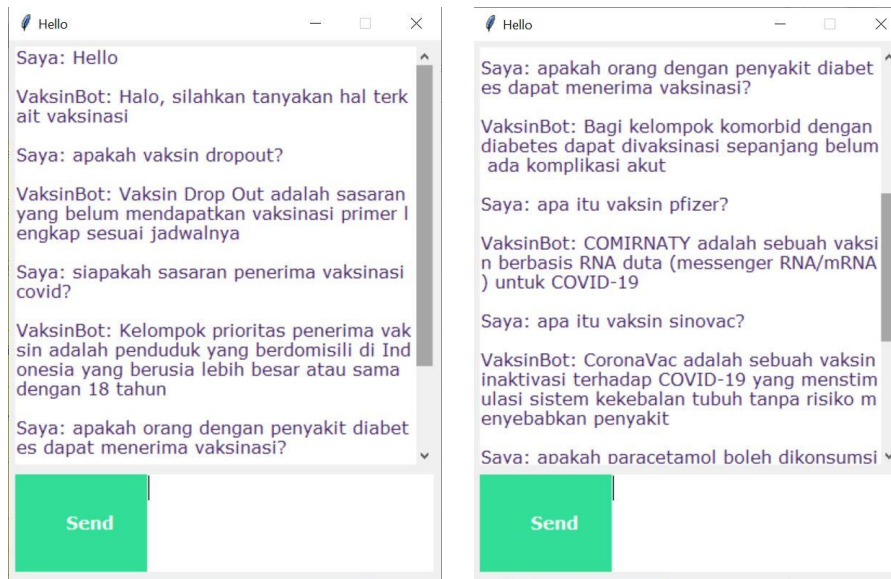 Hello
Saya: Hello
VaksinBot: Halo, silahkan tanyakan hal terk
ait vaksinasi
Saya: apakah vaksin dropout?
VaksinBot: Vaksin Drop Out adalah sasaran
yang belum mendapatkan vaksinasi primer l
engkap sesuai jadwalnya
Saya: siapakah sasaran penerima vaksinasi
covid?
VaksinBot: Kelompok prioritas penerima vak
sin adalah penduduk yang berdomisili di Ind
onesia yang berusia lebih besar atau sama
dengan 18 tahun
Saya: apakah orang dengan penyakit diabet
es dapat menerima vaksinasi?
Send
Hello
Saya: apakah orang dengan penyakit diabet
es dapat menerima vaksinasi?
VaksinBot: Bagi kelompok komorbid dengan
diabetes dapat divaksinasi sepanjang belum
ada komplikasi akut
Saya: apa itu vaksin pfizer?
VaksinBot: COMIRNATY adalah sebuah vaksi
n berbasis RNA duta (messenger RNA/mRNA
) untuk COVID-19
Saya: apa itu vaksin sinovac?
VaksinBot: CoronaVac adalah sebuah vaksin
inaktivasi terhadap COVID-19 yang menstim
ulasi sistem kekebalan tubuh tanpa risiko m
enyebabkan penyakit
Saya: apakah paracetamol boleh dikonsumsi
Send